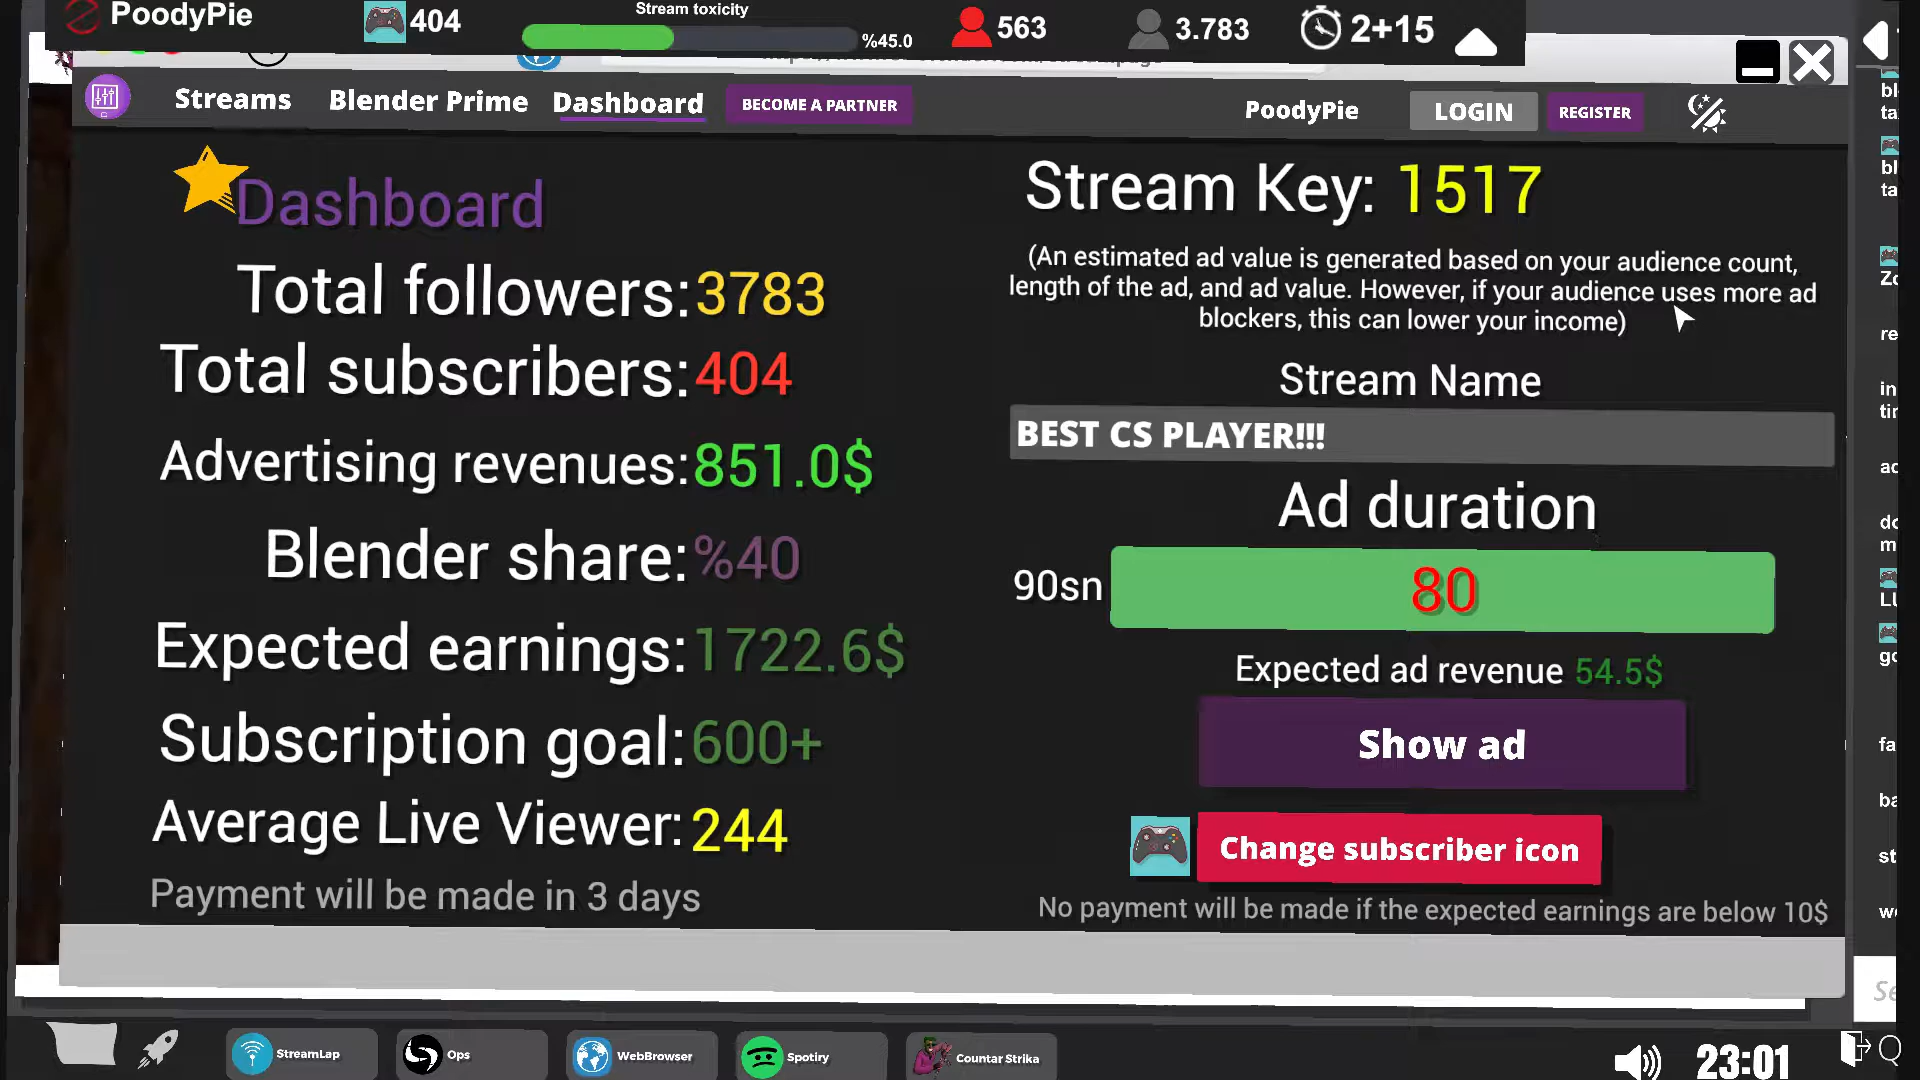 PoodyPie
404
Stream toxicity
%45.0
563
3.783
2+15
Streams
Blender Prime
Dashboard
BECOME A PARTNER
PoodyPie
LOGIN
REGISTER
Dashboard
Total followers:3783
Total subscribers:404
Advertising revenues:851.0$
Blender share:%40
Expected earnings:1722.6$
Subscription goal:600+
Average Live Viewer:244
Payment will be made in 3 days
Stream Key: 1517
(An estimated ad value is generated based on your audience count,
length of the ad, and ad value. However, if your audience uses more ad
blockers, this can lower your income)
Stream Name
BEST CS PLAYER!!!
Ad duration
90sn
80
Expected ad revenue 54.5$
Show ad
Change subscriber icon
No payment will be made if the expected earnings are below 10$
StreamLap
Ops
WebBrowser
Spotiry
Countar Strika
23:01